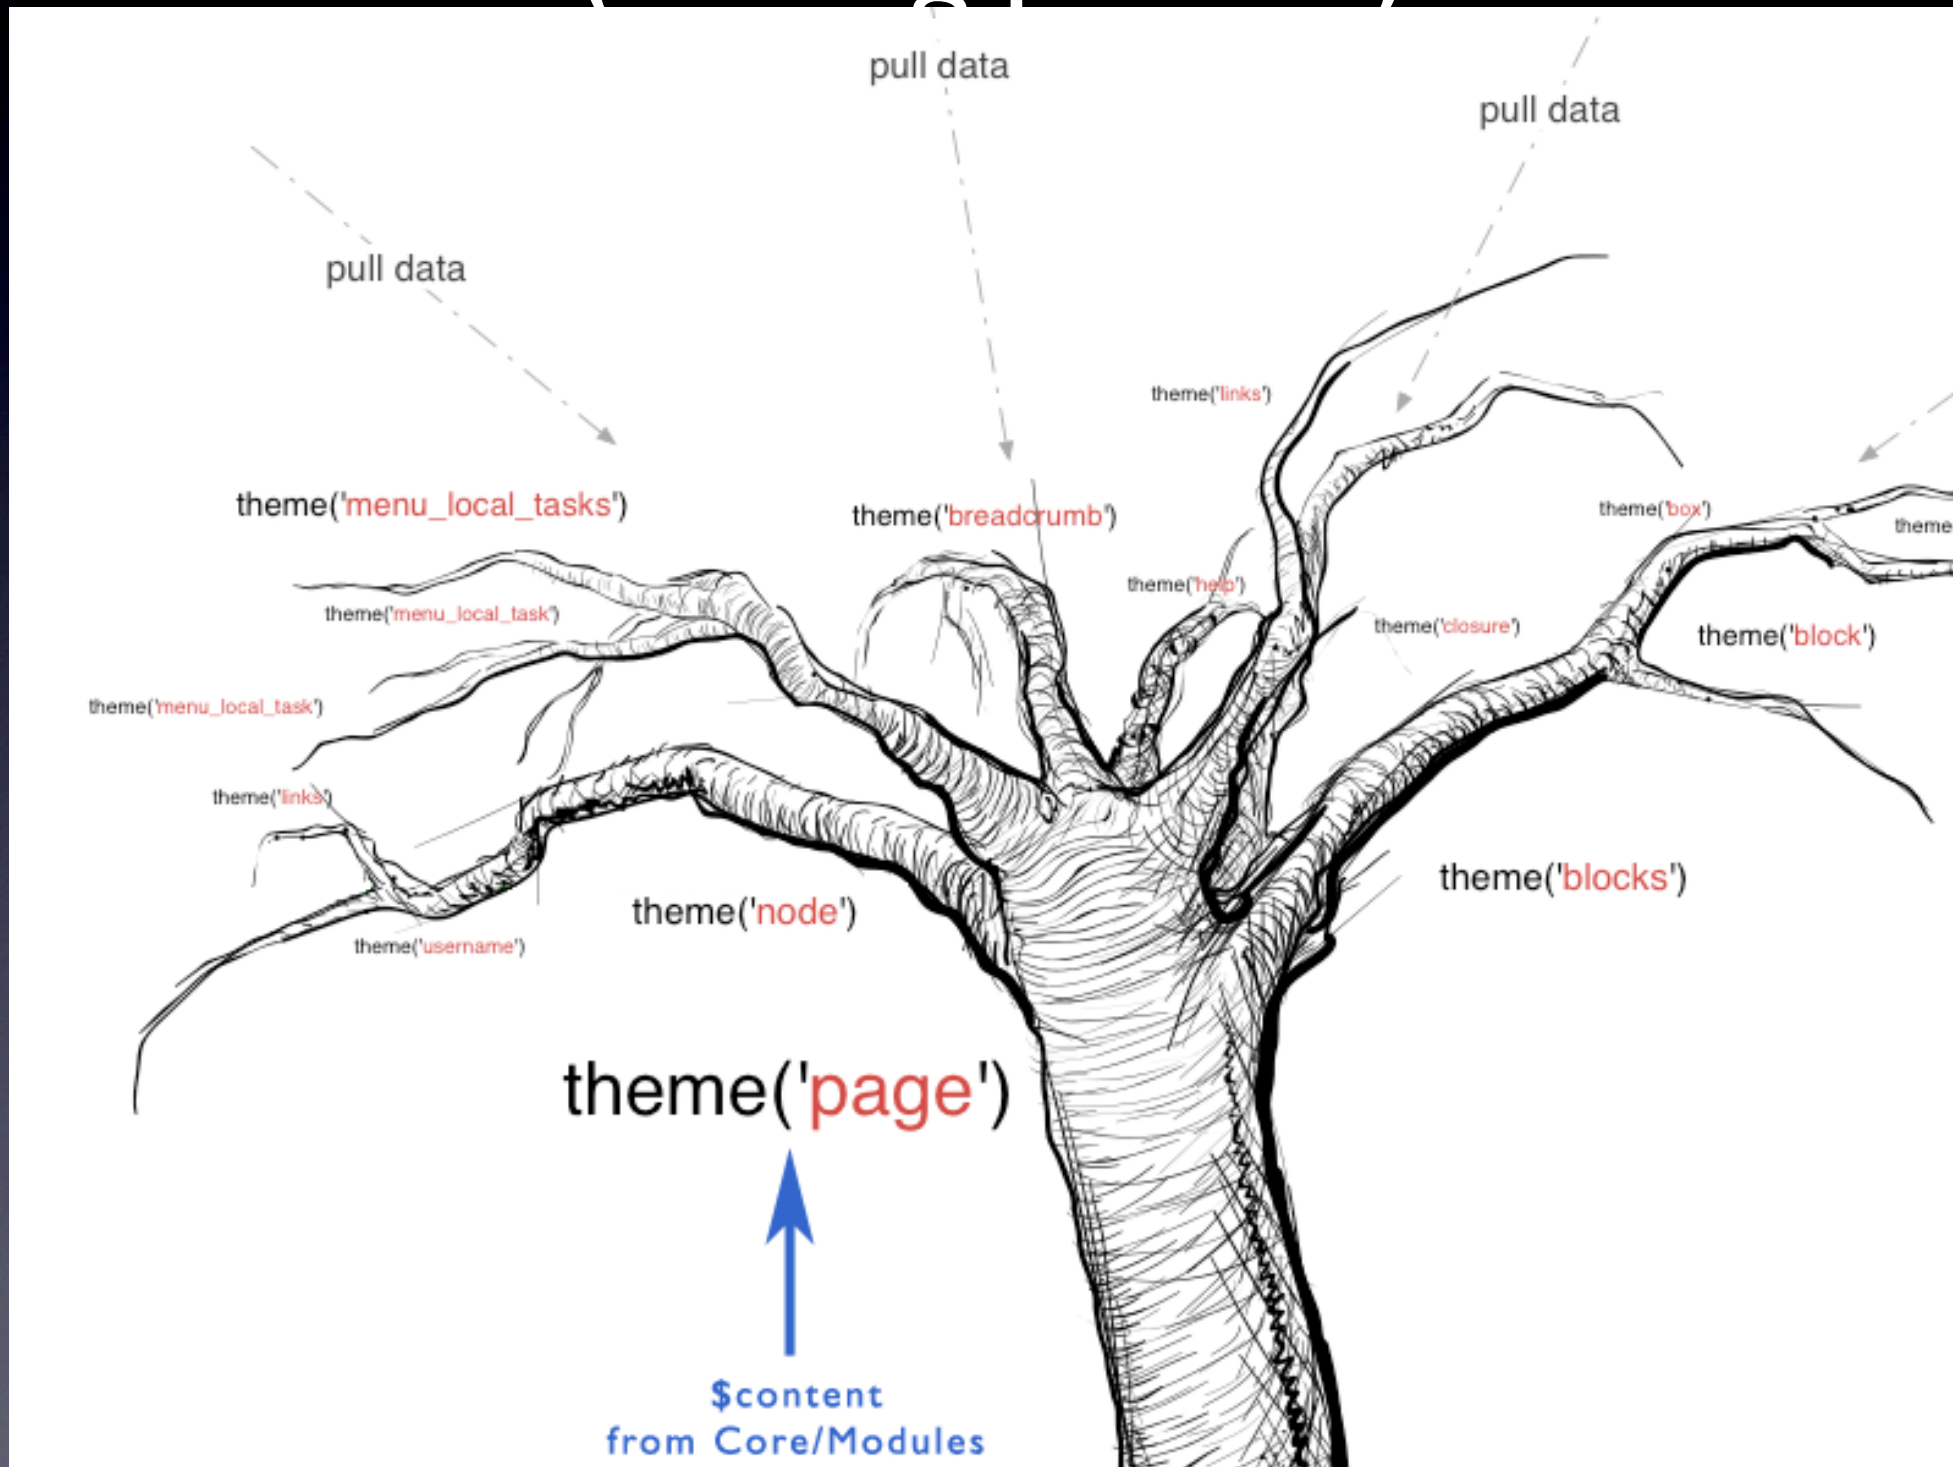 pull data
pull data
pull data
theme('links')
theme('menu_local_tasks')
theme('breadcrumb')
theme('box')
theme
theme('help')
theme('menu_local_task')
theme('closure')
theme('block')
theme('menu_local_task')
theme('links')
theme('blocks')
theme('node')
theme('username')
theme('page')
$content
from Core/Modules